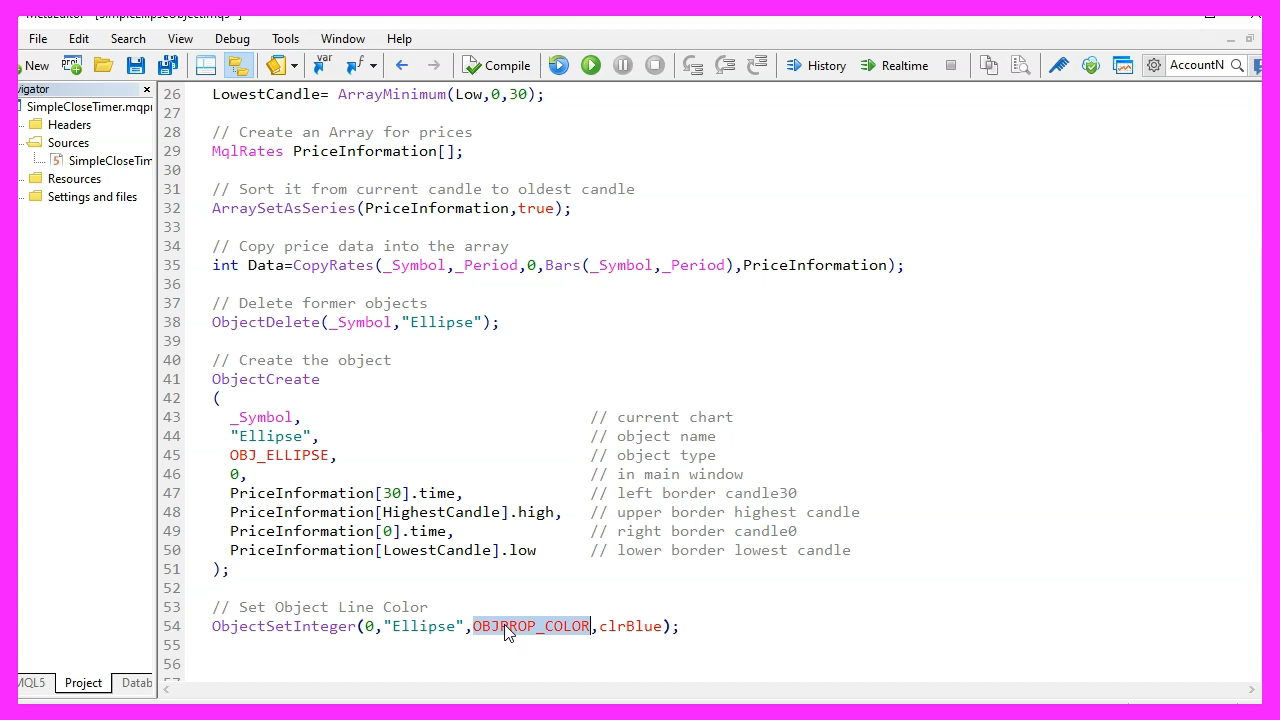 MetaEditor - [SimpleEllipseObject.mq5 *]
File Edit Search View Debug Tools Window Help
New Compile History Realtime AccountN
vigator
SimpleCloseTimer.mqpr
Headers
Sources
SimpleCloseTim
Resources
Settings and files
26 LowestCandle= ArrayMinimum(Low,0,30);
27
28 // Create an Array for prices
29 MqlRates PriceInformation[];
30
31 // Sort it from current candle to oldest candle
32 ArraySetAsSeries(PriceInformation,true);
33
34 // Copy price data into the array
35 int Data=CopyRates(_Symbol,_Period,0,Bars(_Symbol,_Period),PriceInformation);
36
37 // Delete former objects
38 ObjectDelete(_Symbol,"Ellipse");
39
40 // Create the object
41 ObjectCreate
42 (
43 _Symbol, // current chart
44 "Ellipse", // object name
45 OBJ_ELLIPSE, // object type
46 0, // in main window
47 PriceInformation[30].time, // left border candle30
48 PriceInformation[HighestCandle].high, // upper border highest candle
49 PriceInformation[0].time, // right border candle0
50 PriceInformation[LowestCandle].low // lower border lowest candle
51 );
52
53 // Set Object Line Color
54 ObjectSetInteger(0,"Ellipse",OBJPROP_COLOR,clrBlue);
55
56
57
MQL5 Project Datab